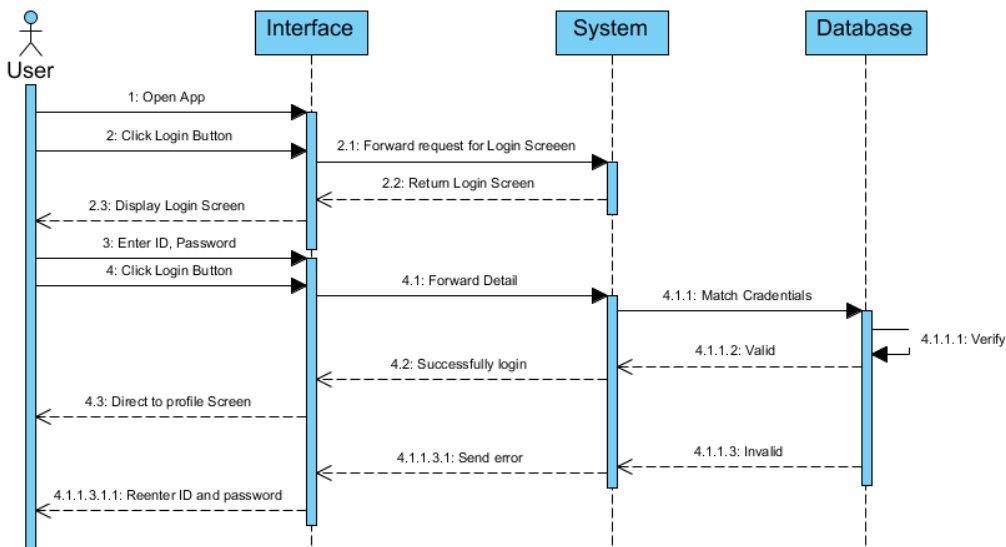 User
Interface
System
Database
1: Open App
2: Click Login Button
2.1: Forward request for Login Screeen
2.2: Return Login Screen
2.3: Display Login Screen
3: Enter ID, Password
4: Click Login Button
4.1: Forward Detail
4.1.1: Match Credentials
4.1.1.1: Verify
4.1.1.2: Valid
4.2: Successfully login
4.3: Direct to profile Screen
4.1.1.3: Invalid
4.1.1.3.1: Send error
4.1.1.3.1.1: Reenter ID and password